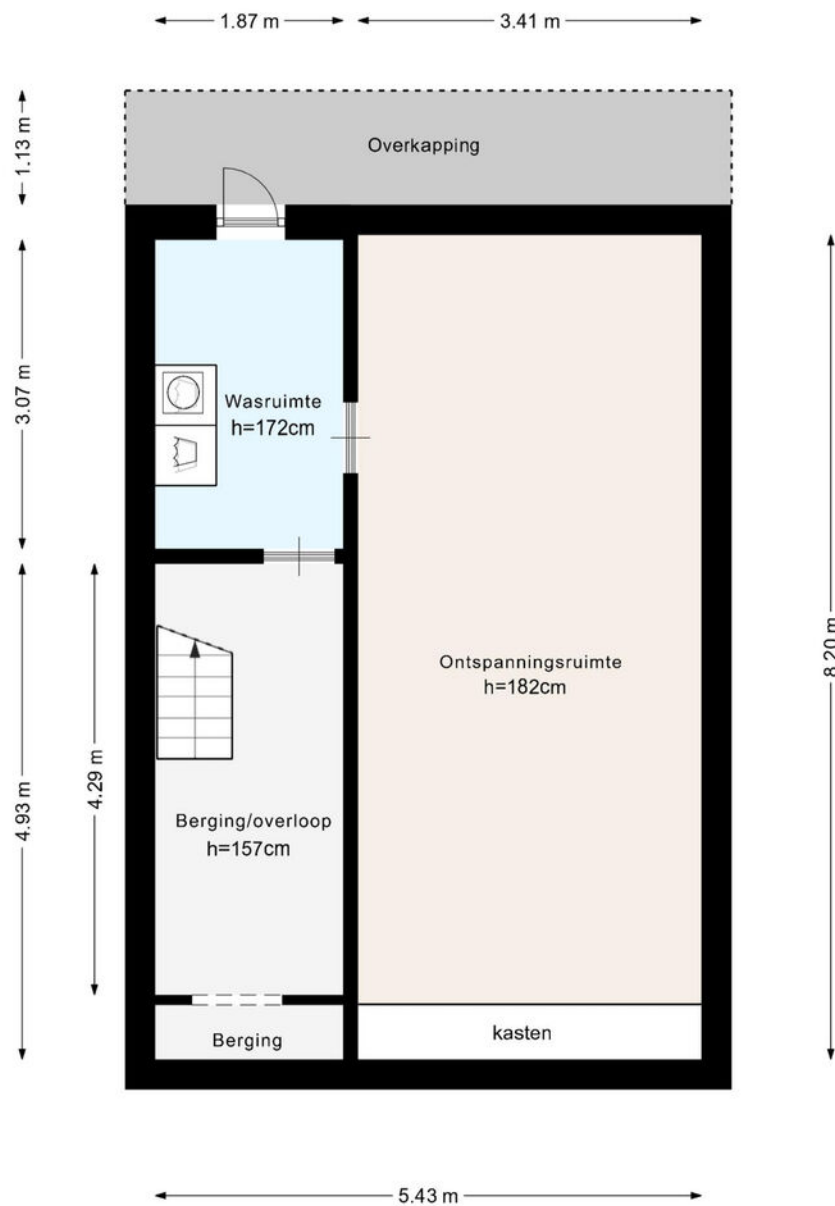 1.87 m
3.41 m
1.13 m
Overkapping
3.07 m
Wasruimte
h=172cm
8.20 m
Ontspanningsruimte
h=182cm
4.93 m
4.29 m
Berging/overloop
h=157cm
Berging
kasten
5.43 m